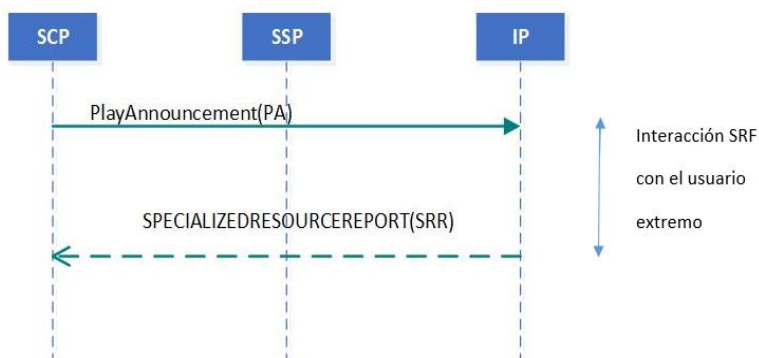 SCP
SSP
IP
PlayAnnouncement(PA)
Interacción SRF
con el usuario
extremo
SPECIALIZEDRESOURCEREPORT(SRR)